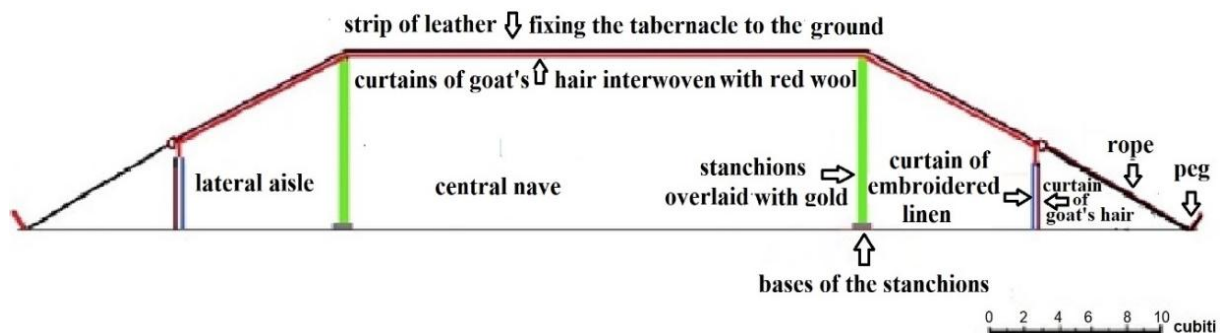 strip of leather fixing the tabernacle to the ground
curtains of goat's hair interwoven with red wool
lateral aisle
central nave
stanchions
overlaid with gold
curtain of
embroidered
linen
curtain
of
goat's hair
rope
peg
bases of the stanchions
0 2 4 6 8 10 cubiti